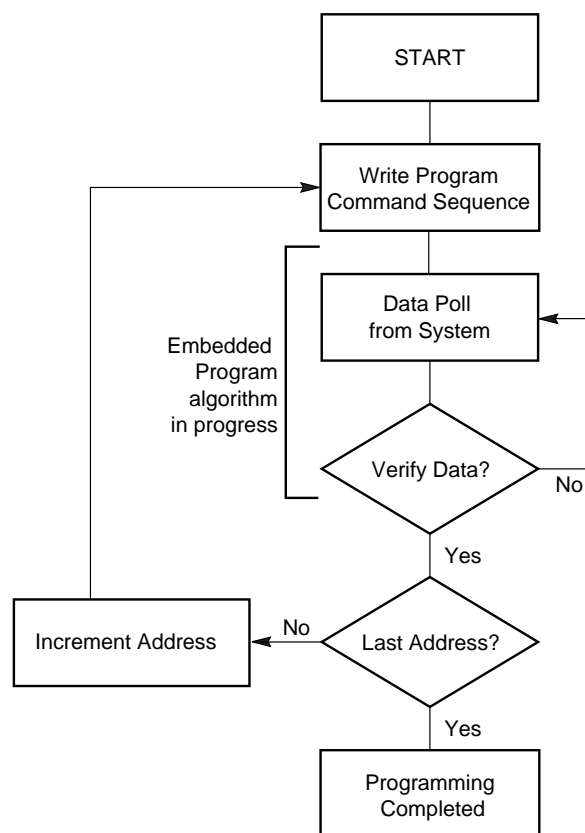 START
Write Program
Command Sequence
Data Poll
from System
Embedded
Program
algorithm
in progress
Verify Data?
No
Yes
Increment Address
No
Last Address?
Yes
Programming
Completed